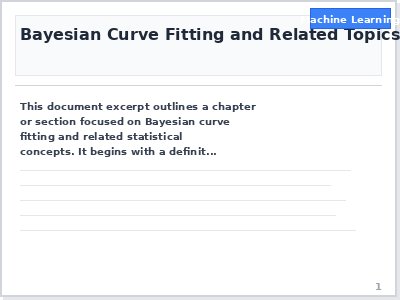 Machine Learning
Bayesian Curve Fitting and Related Topics
This document excerpt outlines a chapter
or section focused on Bayesian curve
fitting and related statistical
concepts. It begins with a definit...
1